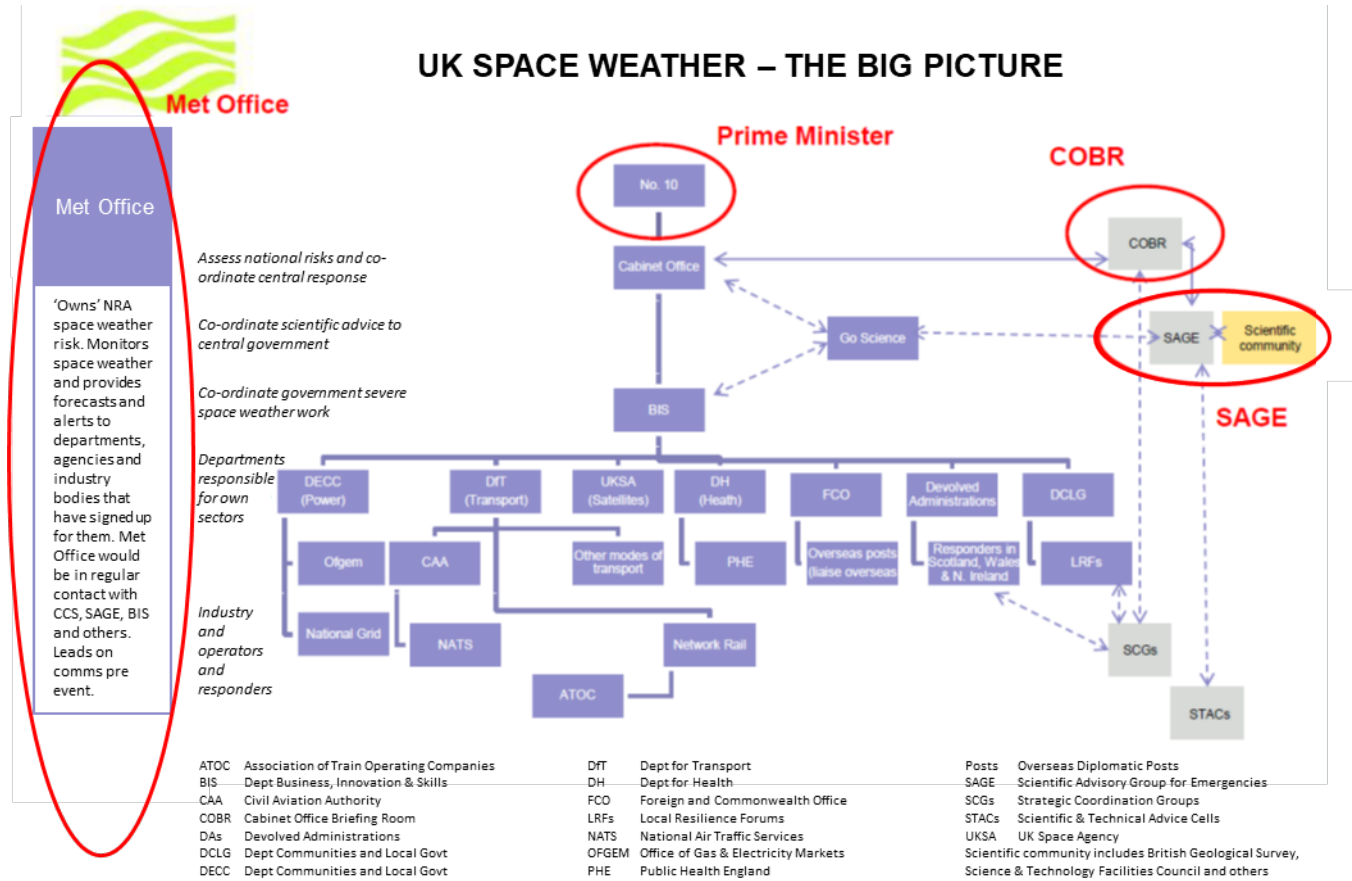 UK SPACE WEATHER – THE BIG PICTURE
Met Office
Prime Minister
COBR
Met Office
No. 10
COBR
Assess national risks and co-
ordinate central response
Cabinet Office
‘Owns’ NRA
space weather
risk. Monitors
space weather
and provides
forecasts and
alerts to
departments,
agencies and
industry
bodies that
have signed up
for them. Met
Office would
be in regular
contact with
CCS, SAGE, BIS
and others.
Leads on
comms pre
event.
Co-ordinate scientific advice to
central government
Go Science
SAGE
Scientific
community
Co-ordinate government severe
space weather work
BIS
SAGE
Departments
responsible
for own
sectors
DECC
(Power)
DfT
(Transport)
UKSA
(Satellites)
DH
(Heath)
FCO
Devolved
Administrations
DCLG
Ofgem
CAA
Other modes of
transport
PHE
Overseas posts
(liaise overseas
Responders in
Scotland, Wales
& N. Ireland
LRFs
Industry
and
operators
and
responders
National Grid
NATS
Network Rail
SCGs
ATOC
STACs
ATOC Association of Train Operating Companies
BIS Dept Business, Innovation & Skills
CAA Civil Aviation Authority
COBR Cabinet Office Briefing Room
DAs Devolved Administrations
DCLG Dept Communities and Local Govt
DECC Dept Communities and Local Govt
DfT Dept for Transport
DH Dept for Health
FCO Foreign and Commonwealth Office
LRFs Local Resilience Forums
NATS National Air Traffic Services
OFGEM Office of Gas & Electricity Markets
PHE Public Health England
Posts Overseas Diplomatic Posts
SAGE Scientific Advisory Group for Emergencies
SCGs Strategic Coordination Groups
STACs Scientific & Technical Advice Cells
UKSA UK Space Agency
Scientific community includes British Geological Survey,
Science & Technology Facilities Council and others